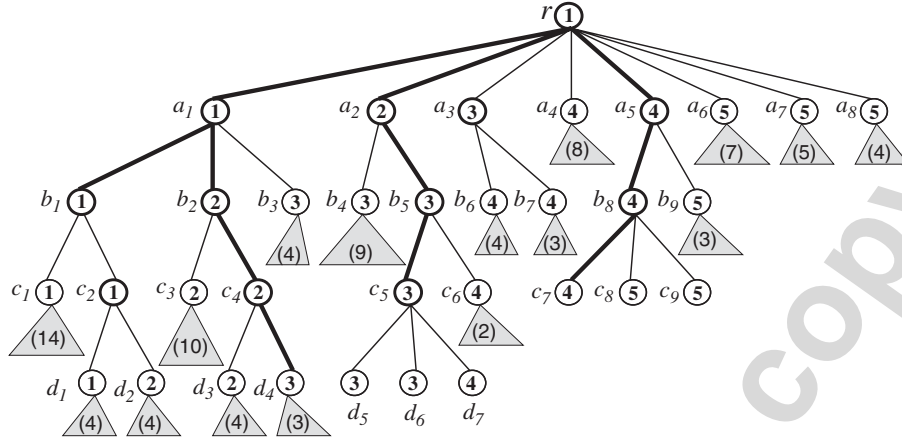 r 1
a1 1 a2 2 a3 3 a4 4 a5 4 a6 5 a7 5 a8 5
(8) (7) (5) (4)
b1 1 b2 2 b3 3 b4 3 b5 3 b6 4 b7 4 b8 4 b9 5
(4) (9) (4) (3) (3)
c1 1 c2 1 c3 2 c4 2 c5 3 c6 4 c7 4 c8 5 c9 5
(14) (10) (2)
d1 1 d2 2 d3 2 d4 3 3 3 4
(4) (4) (4) (3) d5 d6 d7
copy